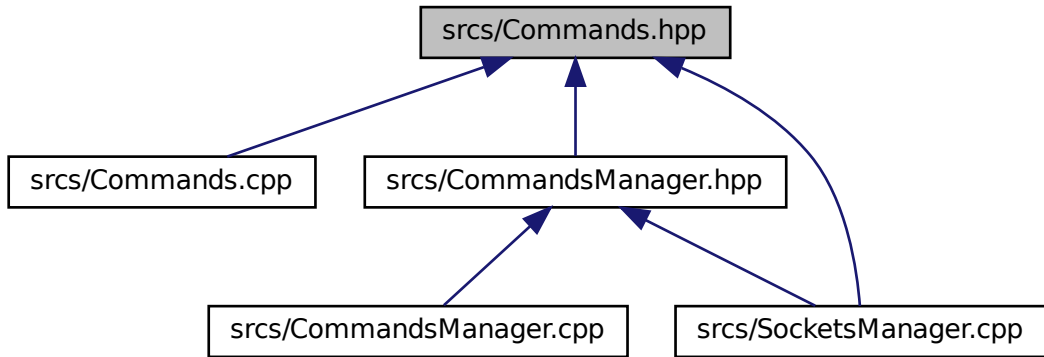 srcs/Commands.hpp
srcs/Commands.cpp
srcs/CommandsManager.hpp
srcs/CommandsManager.cpp
srcs/SocketsManager.cpp